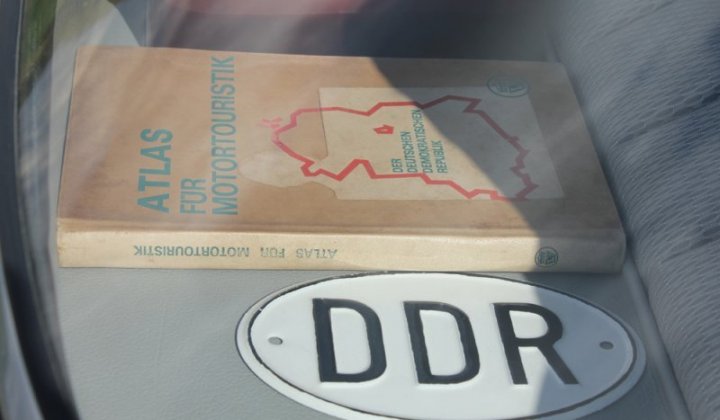 ATLAS
FÜR
MOTORTOURISTIK
DER
DEUTSCHEN
DEMOKRATISCHEN
REPUBLIK
ATLAS FÜR MOTORTOURISTIK
DDR